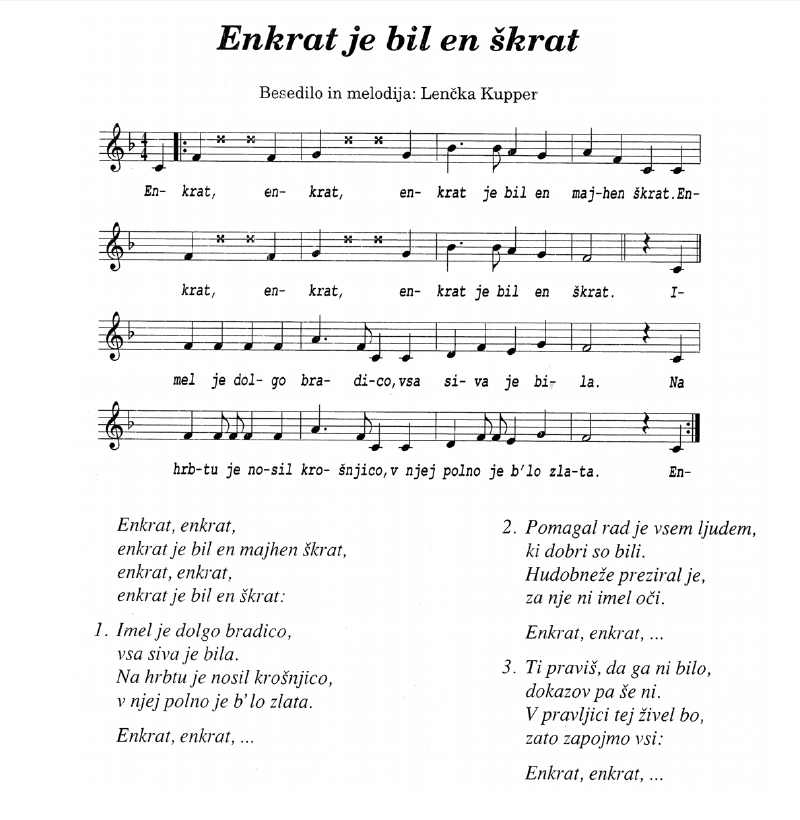 Enkrat je bil en škrat
Besedilo in melodija: Lenčka Kupper
4
4
En- krat, en- krat, en- krat je bil en maj-hen škrat.En-
krat, en- krat, en- krat je bil en škrat. I-
mel je dol- go bra- di-co,vsa si- va je bi- la. Na
hrb-tu je no-sil kro- šnjico,v njej polno je b'lo zla-ta. En-
Enkrat, enkrat,
enkrat je bil en majhen škrat,
enkrat, enkrat,
enkrat je bil en škrat:
1. Imel je dolgo bradico,
vsa siva je bila.
Na hrbtu je nosil krošnjico,
v njej polno je b'lo zlata.
Enkrat, enkrat, ...
2. Pomagal rad je vsem ljudem,
ki dobri so bili.
Hudobneže preziral je,
za nje ni imel oči.
Enkrat, enkrat, ...
3. Ti praviš, da ga ni bilo,
dokazov pa še ni.
V pravljici tej živel bo,
zato zapojmo vsi:
Enkrat, enkrat, ...